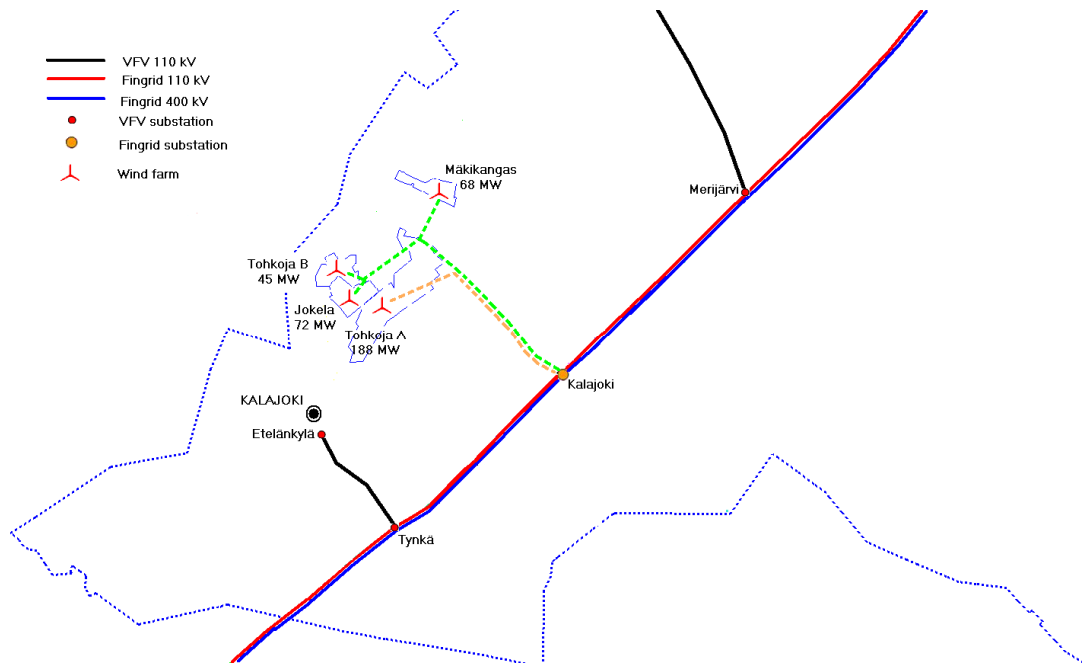 VFV 110 kV
Fingrid 110 kV
Fingrid 400 kV
VFV substation
Fingrid substation
Wind farm
Mäkikangas
68 MW
Merijärvi
Tohkoja B
45 MW
Jokela
72 MW
Tohkoja A
188 MW
Kalajoki
KALAJOKI
Etelänkylä
Tynkä